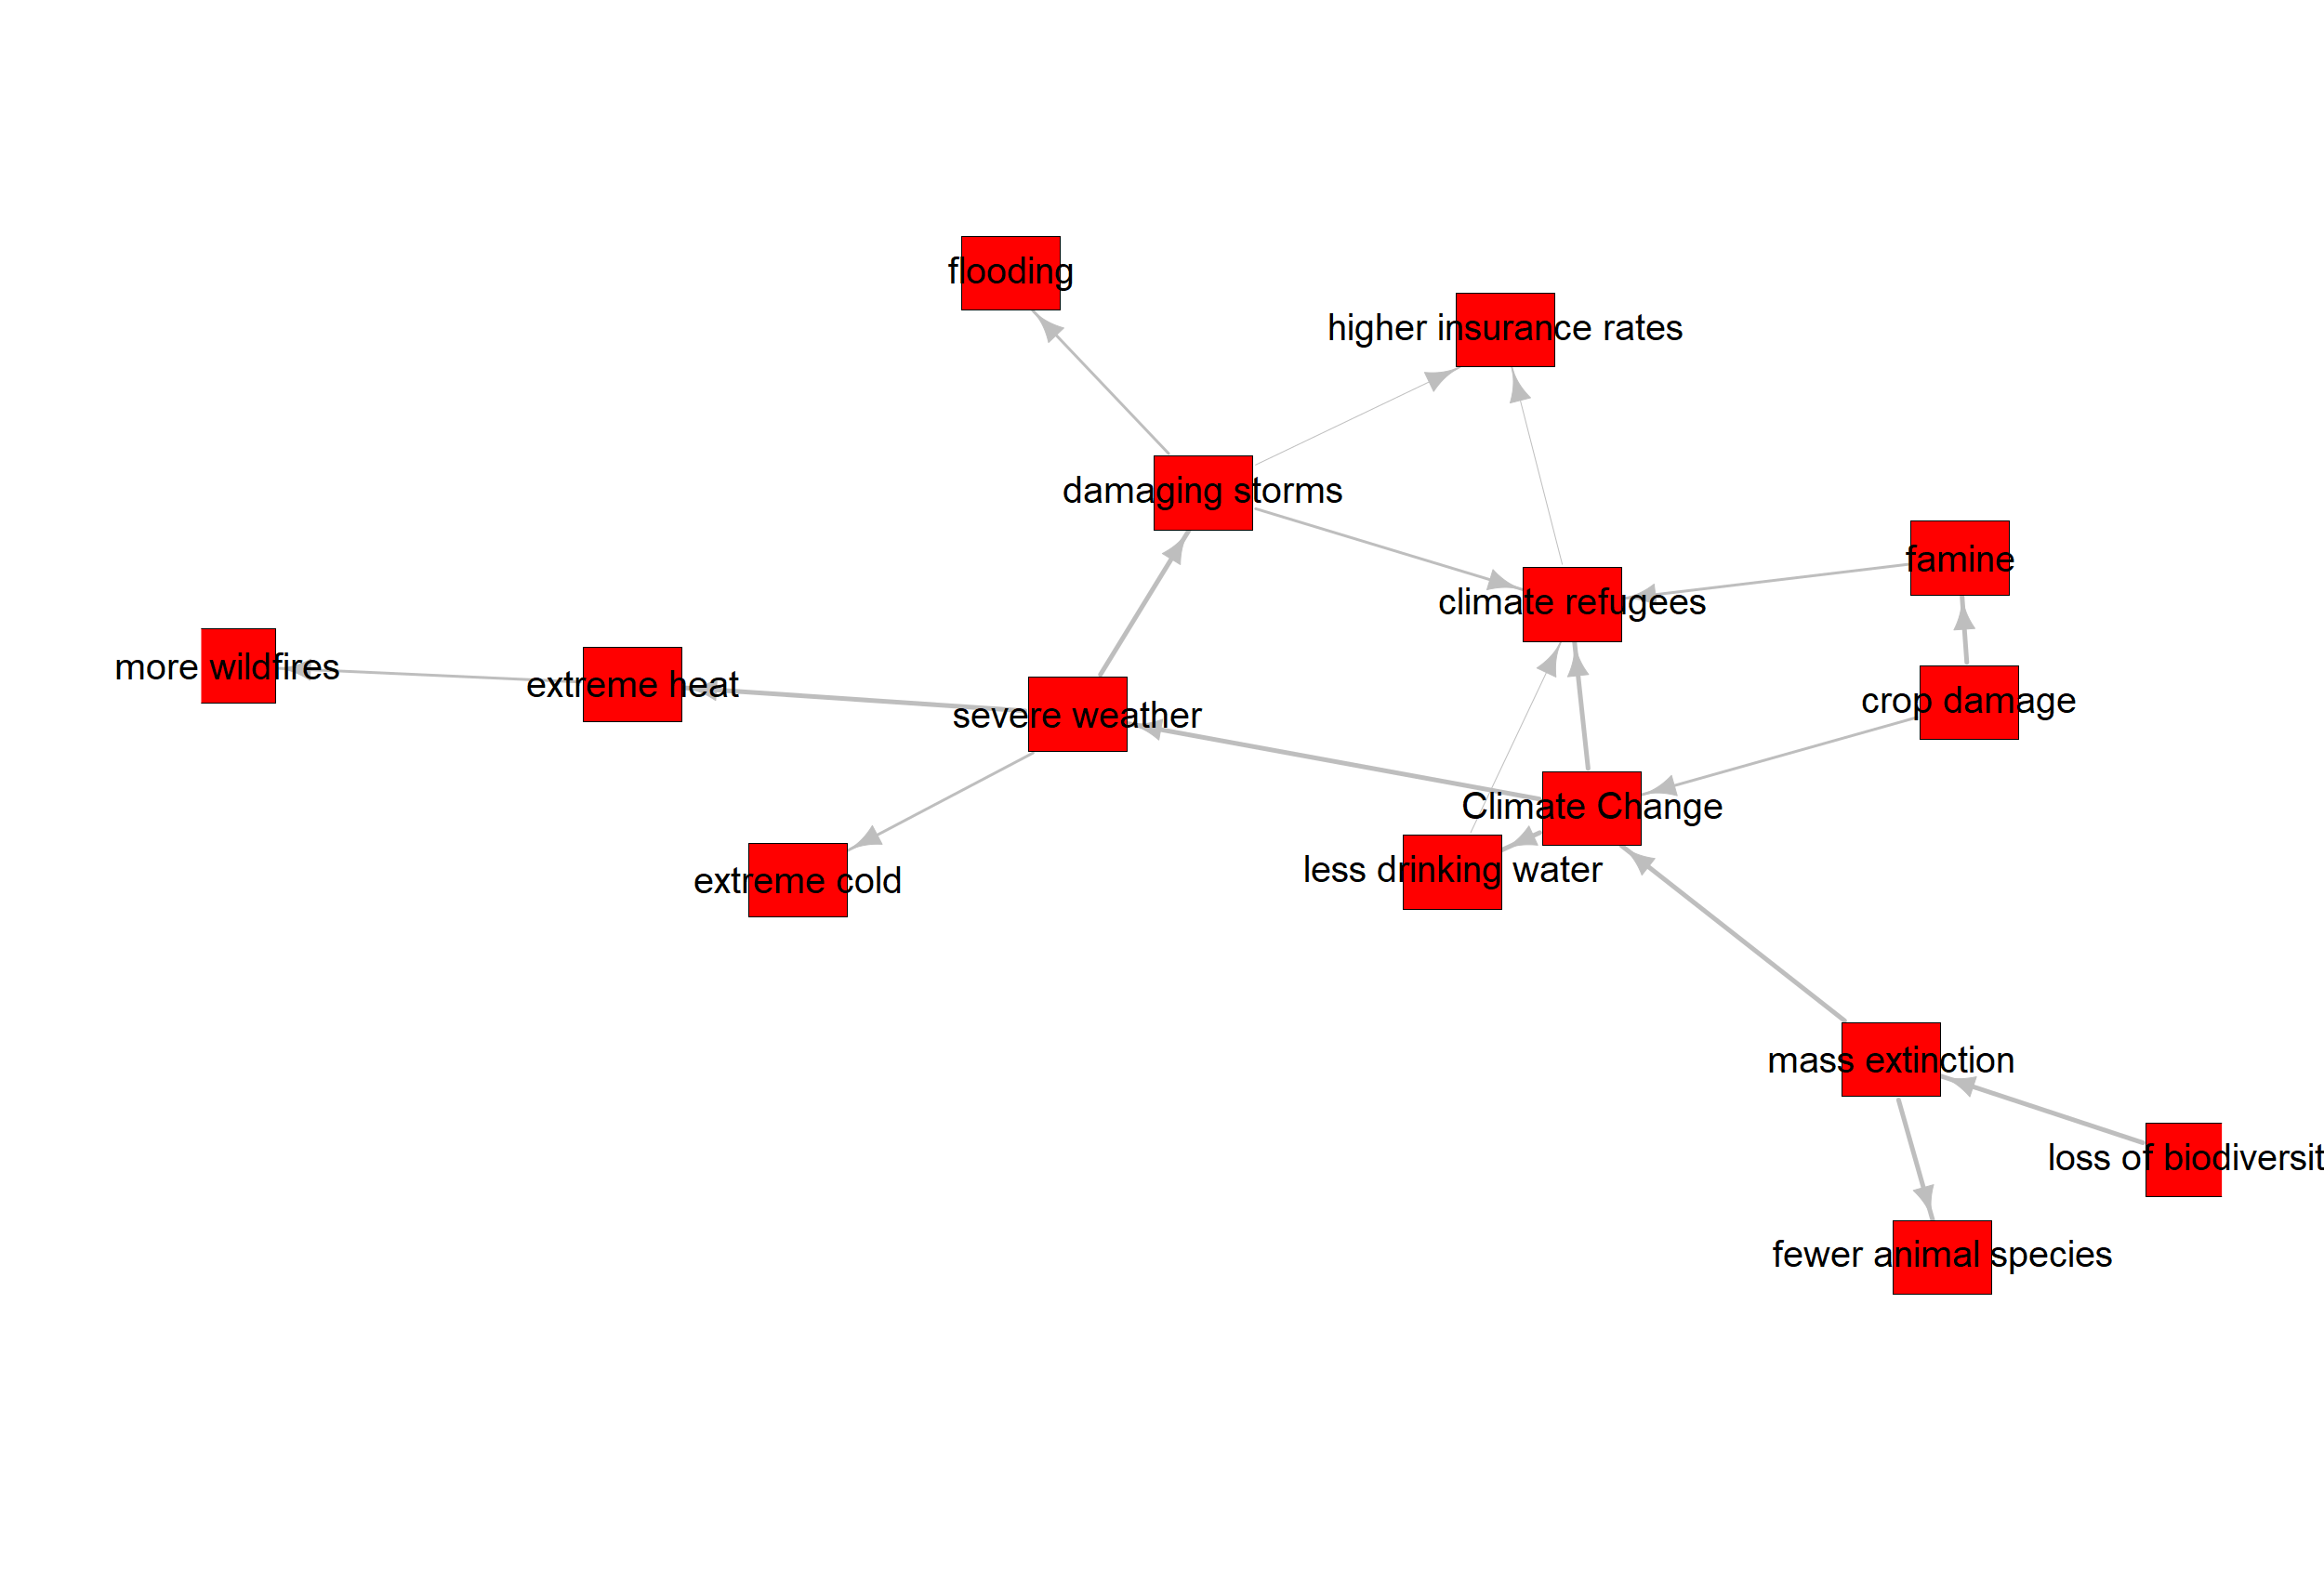 flooding
higher insurance rates
damaging storms
famine
climate refugees
more wildfires
extreme heat
crop damage
severe weather
Climate Change
less drinking water
extreme cold
mass extinction
loss of biodiversit
fewer animal species